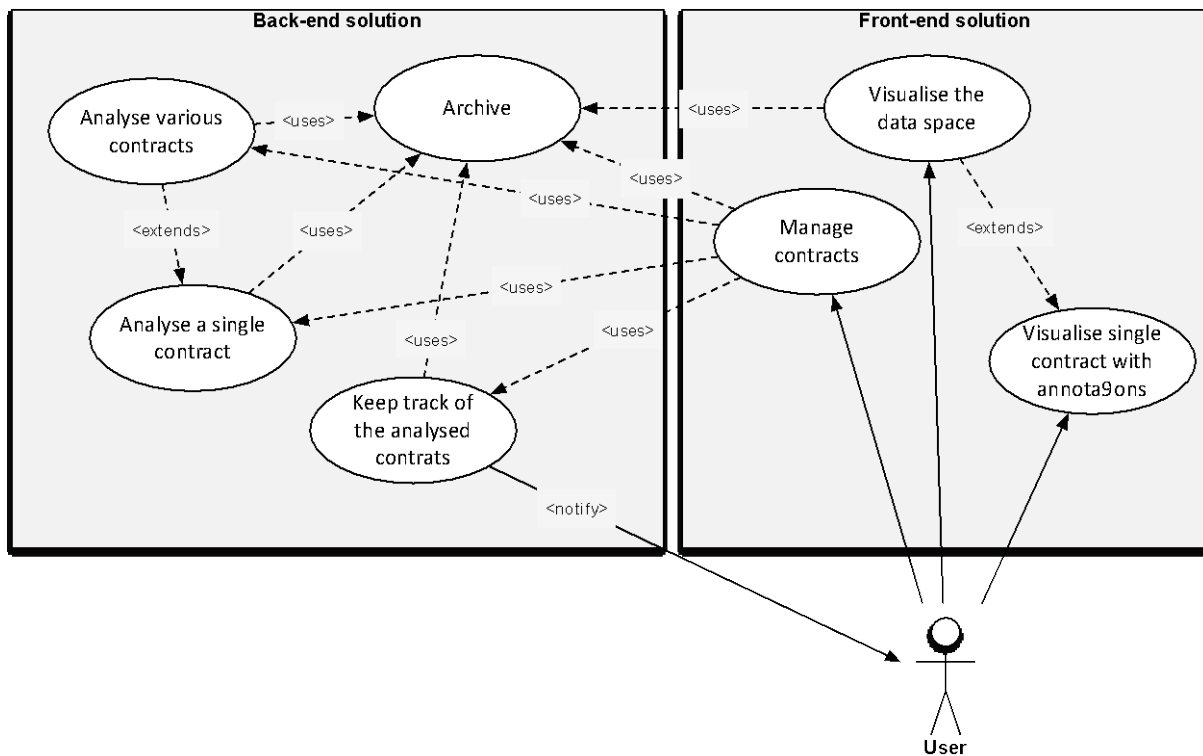 Back-end solution
Front-end solution
Analyse various
contracts
<uses>
Archive
<uses>
Visualise the
data space
<uses>
<uses>
<extends>
<uses>
Manage
contracts
<extends>
Analyse a single
contract
<uses>
<uses>
<uses>
Visualise single
contract with
annota9ons
Keep track of
the analysed
contrats
<notify>
User